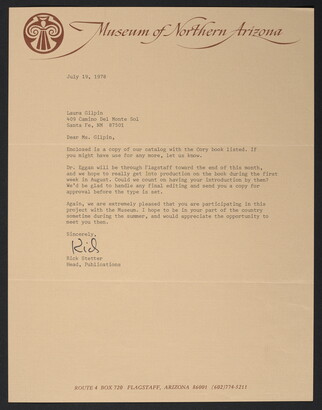 Museum of Northern Arizona
July 19, 1978
Laura Gilpin
409 Camino Del Monte Sol
Santa Fe, NM 87501
Dear Ms. Gilpin,
Enclosed is a copy of our catalog with the Cory book listed. If
you might have use for any more, let us know.
Dr. Eggan will be through Flagstaff toward the end of this month,
and we hope to really get into production on the book during the first
week in August. Could we count on having your introduction by then?
We'd be glad to handle any final editing and send you a copy for
approval before the type is set.
Again, we are extremely pleased that you are participating in this
project with the Museum. I hope to be in your part of the country
sometime during the summer, and would appreciate the opportunity to
meet you then.
Sincerely,
Rick
Rick Stetter
Head, Publications
ROUTE 4 BOX 720 FLAGSTAFF, ARIZONA 86001 (602)774-5211